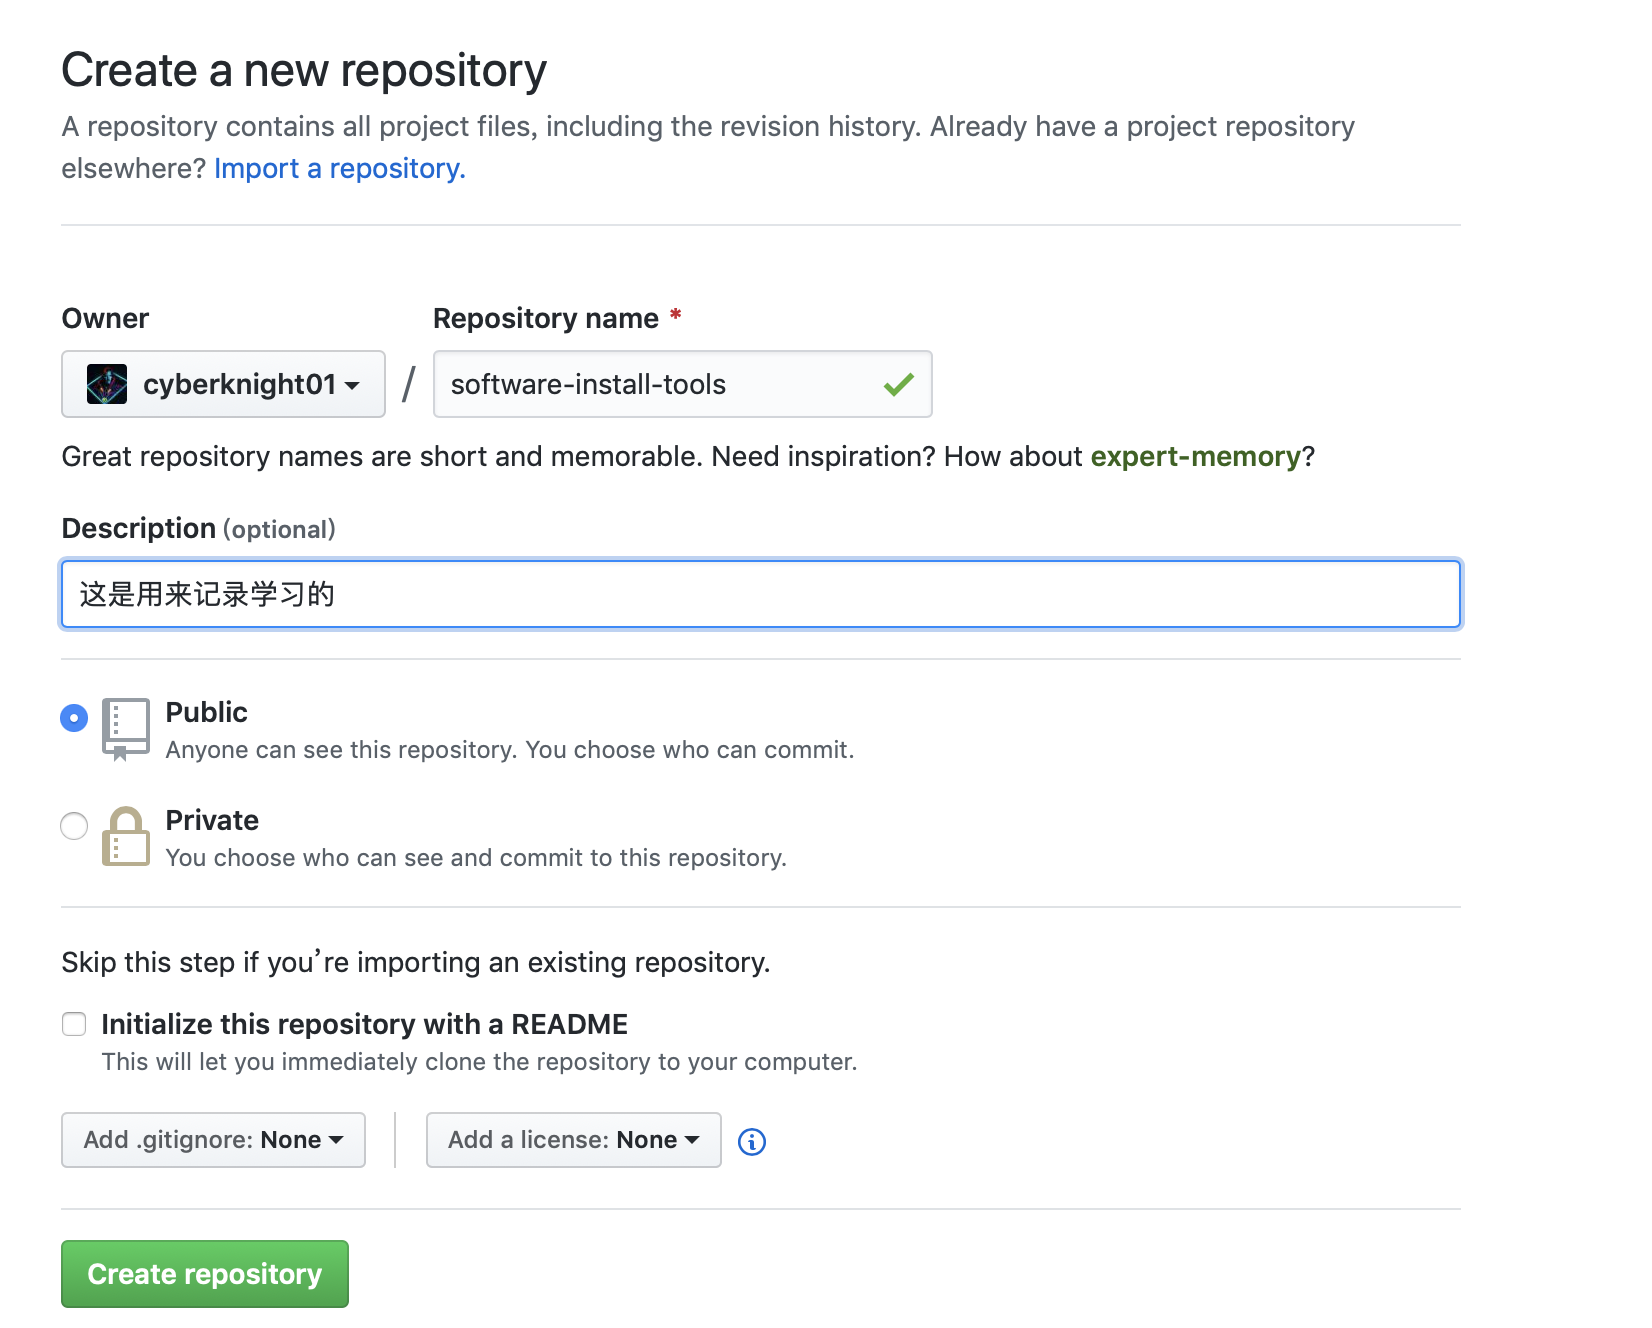 Create a new repository
A repository contains all project files, including the revision history. Already have a project repository
elsewhere? Import a repository.
Owner
Repository name *
cyberknight01
/
software-install-tools
Great repository names are short and memorable. Need inspiration? How about expert-memory?
Description (optional)
这是用来记录学习的
Public
Anyone can see this repository. You choose who can commit.
Private
You choose who can see and commit to this repository.
Skip this step if you’re importing an existing repository.
Initialize this repository with a README
This will let you immediately clone the repository to your computer.
Add .gitignore: None
Add a license: None
Create repository